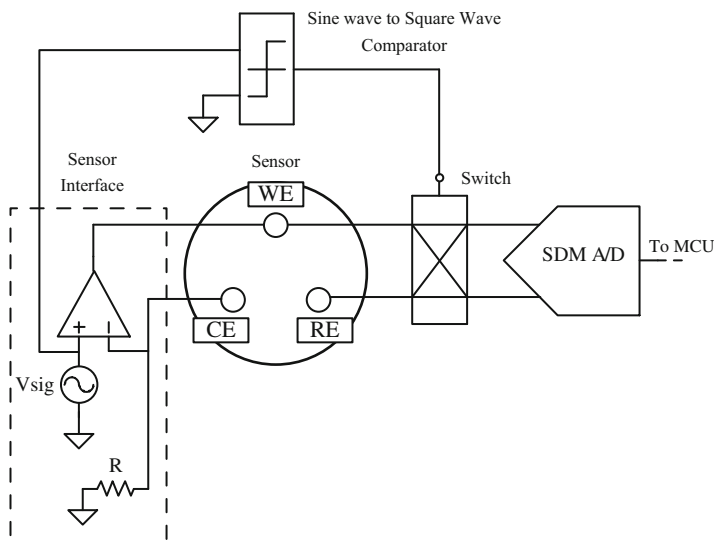 Sine wave to Square Wave
Comparator
Sensor
Interface
Sensor
WE
Switch
SDM A/D
To MCU
CE
RE
+
Vsig
R